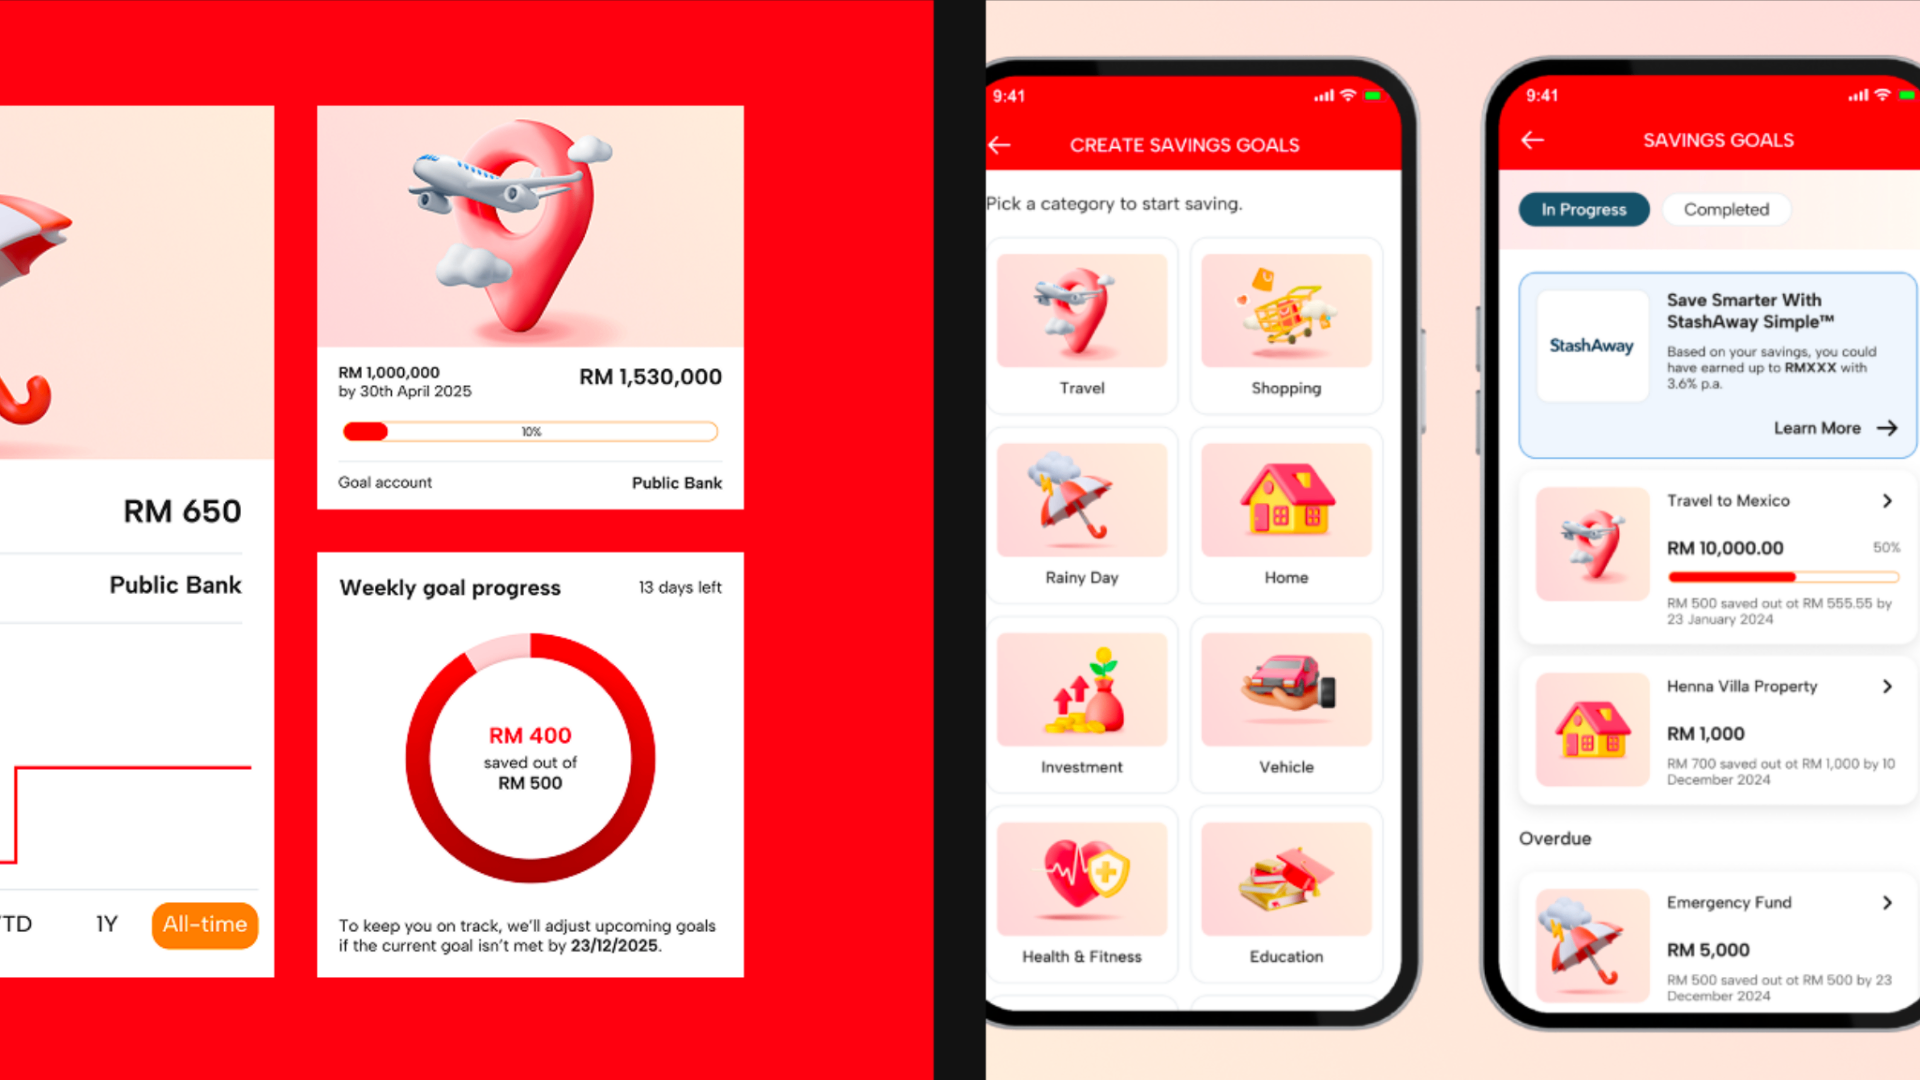 RM 650
Public Bank
TD
1Y
All-time
RM 1,000,000
by 30th April 2025
RM 1,530,000
10%
Goal account
Public Bank
Weekly goal progress
13 days left
RM 400
saved out of
RM 500
To keep you on track, we'll adjust upcoming goals
if the current goal isn't met by 23/12/2025.
9:41
CREATE SAVINGS GOALS
Pick a category to start saving.
Travel
Shopping
Rainy Day
Home
Investment
Vehicle
Health & Fitness
Education
9:41
SAVINGS GOALS
In Progress
Completed
StashAway
Save Smarter With
StashAway Simple™
Based on your savings, you could
have earned up to RMXXX with
3.6% p.a.
Learn More
Travel to Mexico
RM 10,000.00
50%
RM 500 saved out ot RM 555.55 by
23 January 2024
Henna Villa Property
RM 1,000
RM 700 saved out ot RM 1,000 by 10
December 2024
Overdue
Emergency Fund
RM 5,000
RM 500 saved out ot RM 500 by 23
December 2024